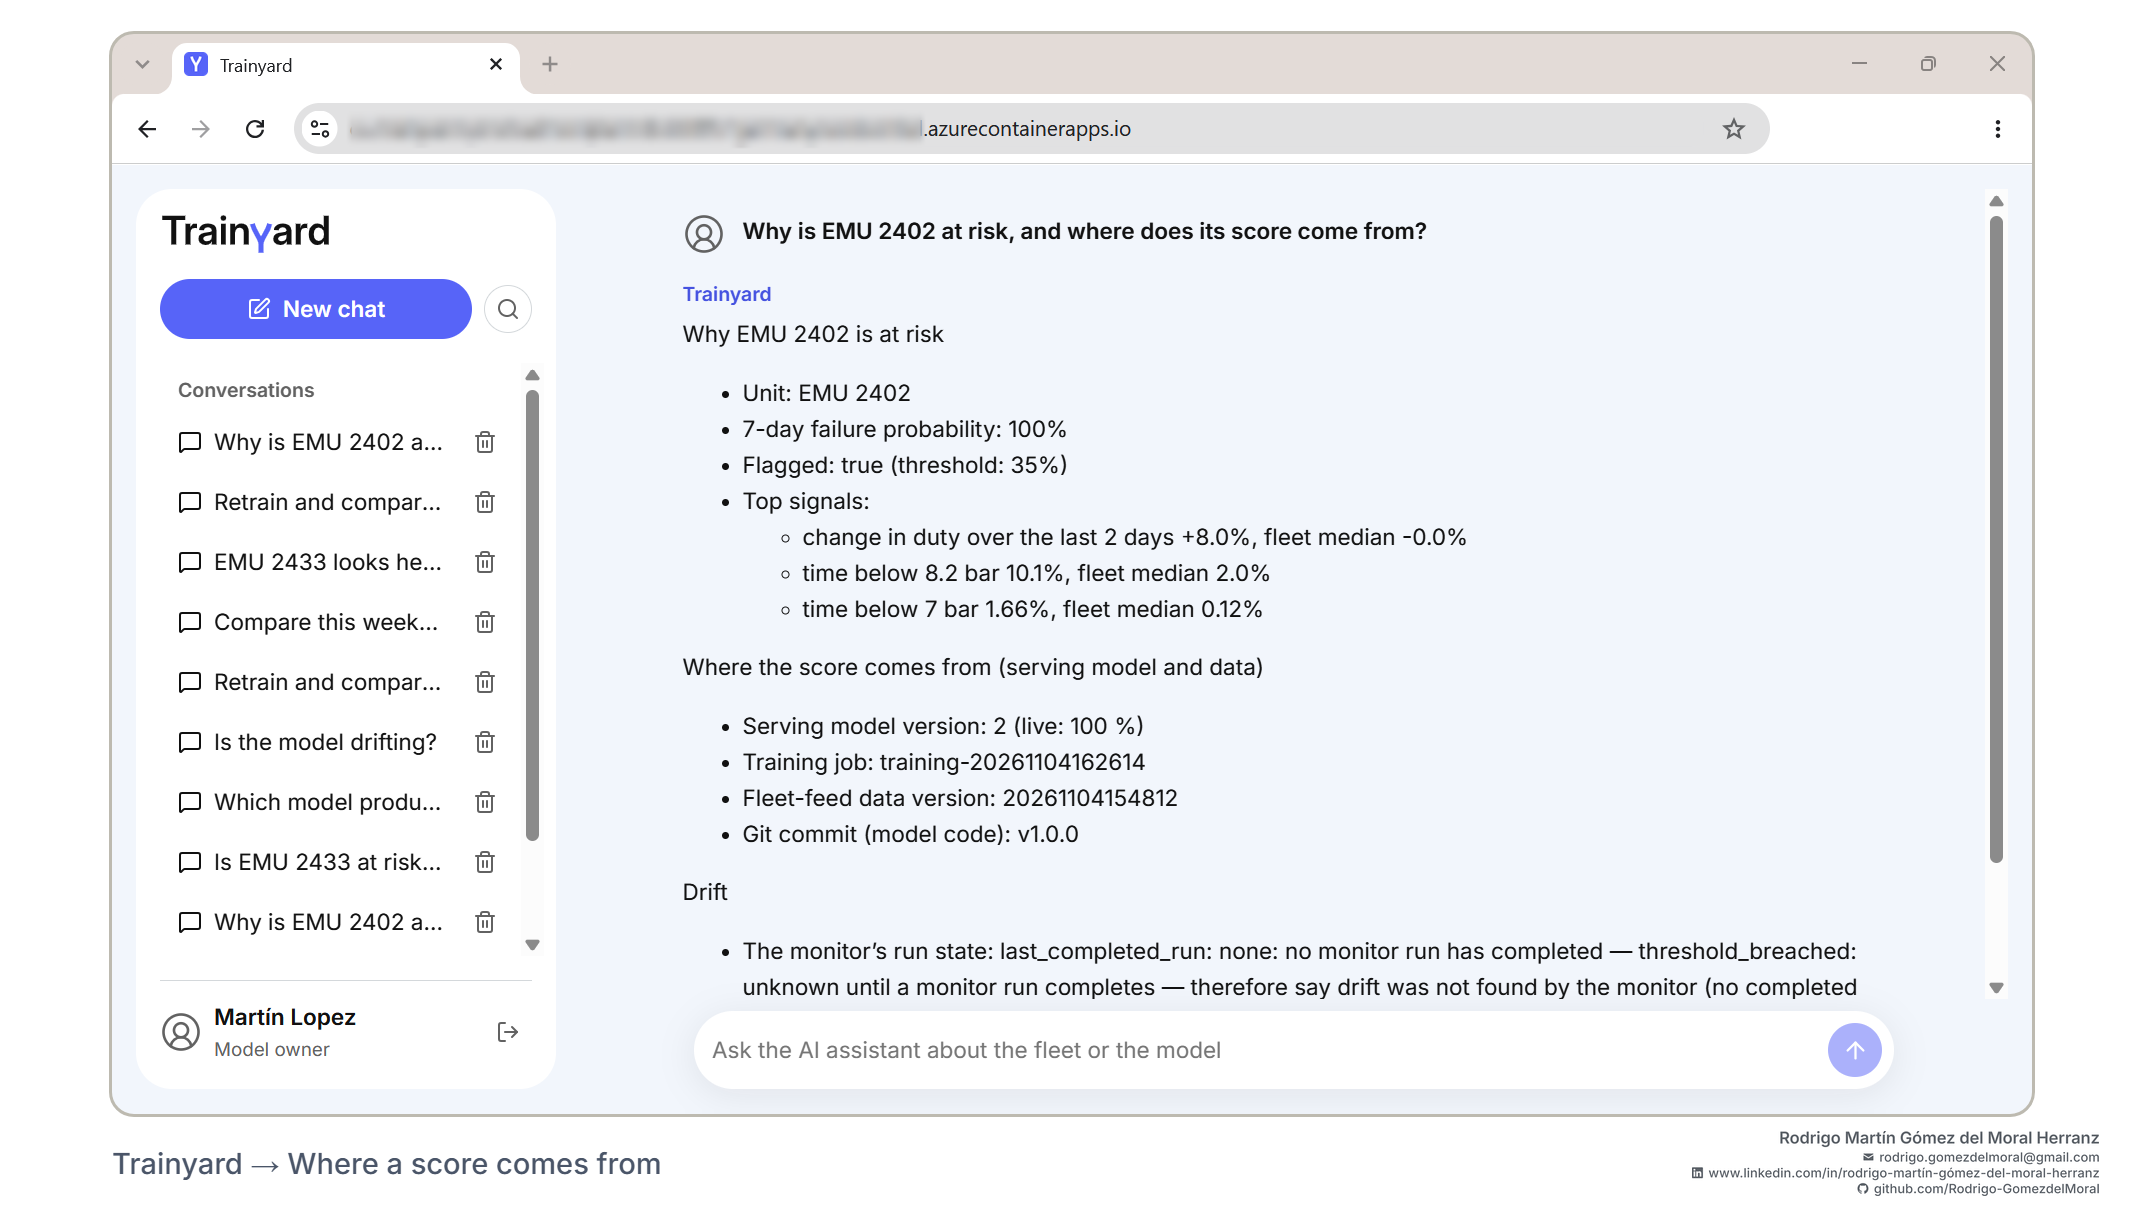 Trainyard
.azurecontainerapps.io
Trainyard
New chat
Conversations
Why is EMU 2402 a...
Retrain and compar...
EMU 2433 looks he...
Compare this week...
Retrain and compar...
Is the model drifting?
Which model produ...
Is EMU 2433 at risk...
Why is EMU 2402 a...
Martín Lopez
Model owner
Why is EMU 2402 at risk, and where does its score come from?
Trainyard
Why EMU 2402 is at risk
• Unit: EMU 2402
• 7-day failure probability: 100%
• Flagged: true (threshold: 35%)
• Top signals:
◦ change in duty over the last 2 days +8.0%, fleet median -0.0%
◦ time below 8.2 bar 10.1%, fleet median 2.0%
◦ time below 7 bar 1.66%, fleet median 0.12%
Where the score comes from (serving model and data)
• Serving model version: 2 (live: 100 %)
• Training job: training-20261104162614
• Fleet-feed data version: 20261104154812
• Git commit (model code): v1.0.0
Drift
• The monitor’s run state: last_completed_run: none: no monitor run has completed — threshold_breached:
unknown until a monitor run completes — therefore say drift was not found by the monitor (no completed
Ask the AI assistant about the fleet or the model
Trainyard → Where a score comes from
Rodrigo Martín Gómez del Moral Herranz
rodrigo.gomezdelmoral@gmail.com
www.linkedin.com/in/rodrigo-martín-gómez-del-moral-herranz
github.com/Rodrigo-GomezdelMoral